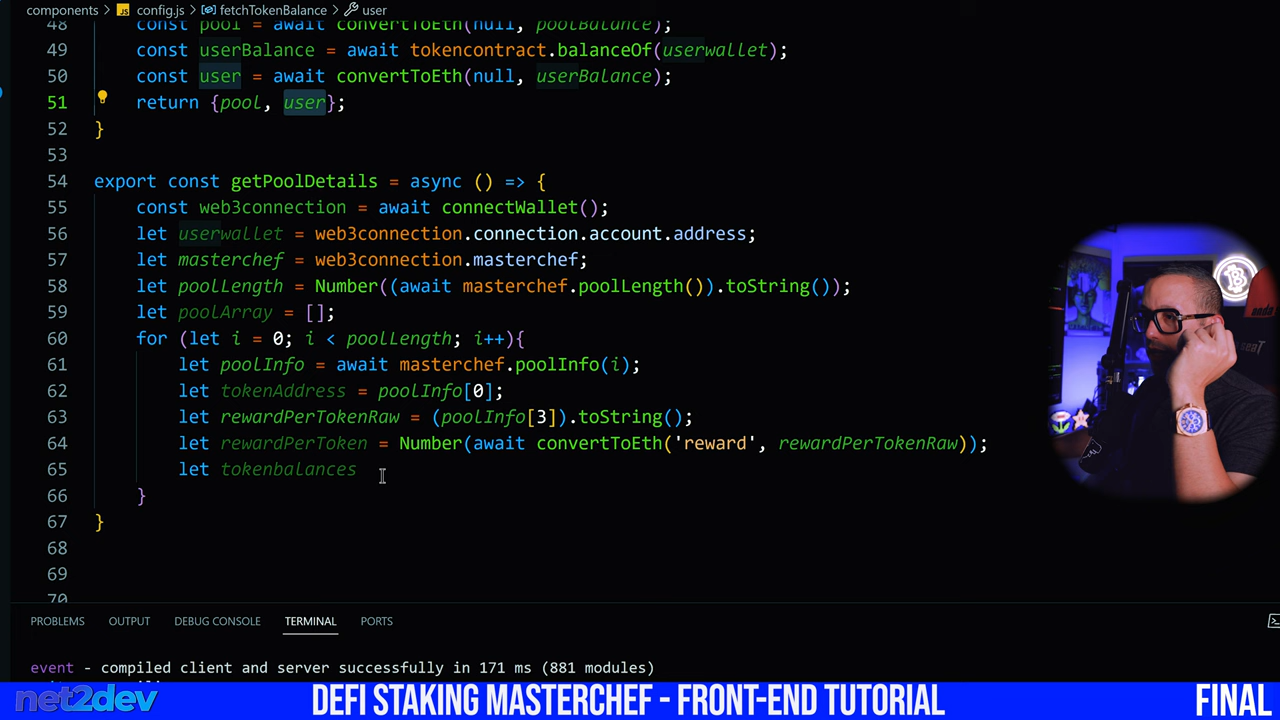 components > JS config.js > fetchTokenBalance > user
48 const pool = await convertToEth(null, poolBalance);
49 const userBalance = await tokencontract.balanceOf(userwallet);
50 const user = await convertToEth(null, userBalance);
51 return {pool, user};
52 }
53
54 export const getPoolDetails = async () => {
55 const web3connection = await connectWallet();
56 let userwallet = web3connection.connection.account.address;
57 let masterchef = web3connection.masterchef;
58 let poolLength = Number((await masterchef.poolLength()).toString());
59 let poolArray = [];
60 for (let i = 0; i < poolLength; i++){
61 let poolInfo = await masterchef.poolInfo(i);
62 let tokenAddress = poolInfo[0];
63 let rewardPerTokenRaw = (poolInfo[3]).toString();
64 let rewardPerToken = Number(await convertToEth('reward', rewardPerTokenRaw));
65 let tokenbalances
66 }
67 }
68
69
70
PROBLEMS OUTPUT DEBUG CONSOLE TERMINAL PORTS
event - compiled client and server successfully in 171 ms (881 modules)
net2dev DEFI STAKING MASTERCHEF - FRONT-END TUTORIAL FINAL